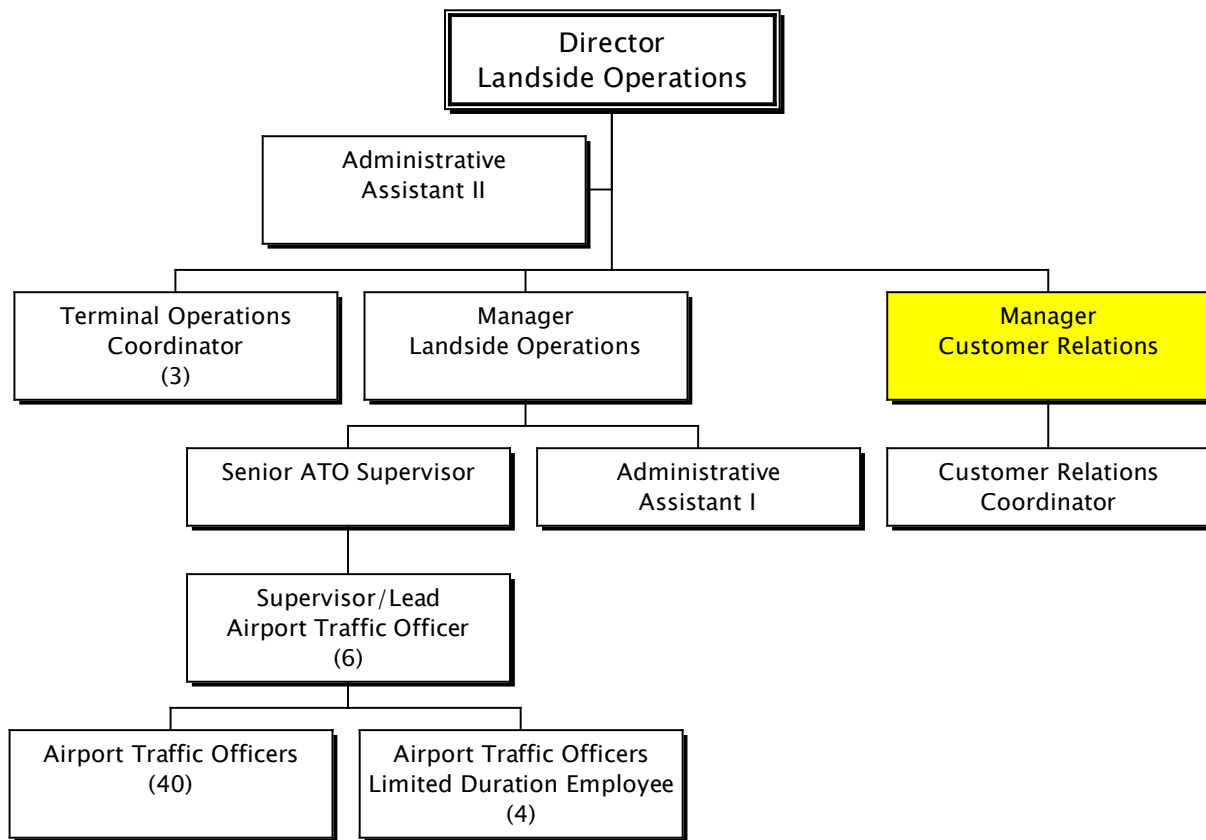 Director
Landside Operations
Administrative
Assistant II
Terminal Operations
Coordinator
(3)
Manager
Landside Operations
Manager
Customer Relations
Senior ATO Supervisor
Administrative
Assistant I
Customer Relations
Coordinator
Supervisor/Lead
Airport Traffic Officer
(6)
Airport Traffic Officers
(40)
Airport Traffic Officers
Limited Duration Employee
(4)